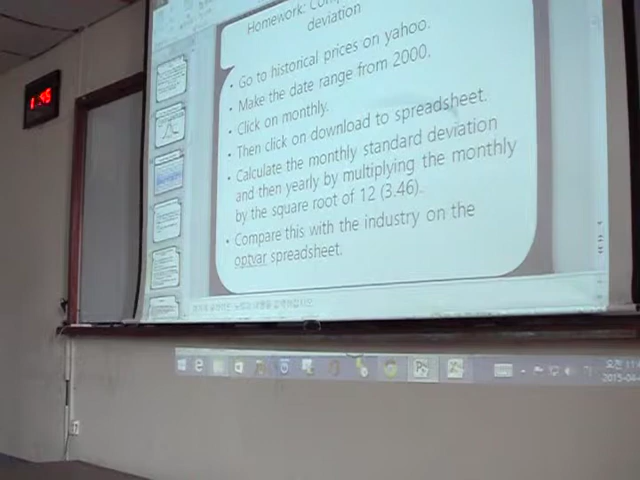 Homework:
deviation
• Go to historical prices on yahoo.
• Make the date range from 2000.
• Click on monthly.
• Then click on download to spreadsheet.
• Calculate the monthly standard deviation
and then yearly by multiplying the monthly
by the square root of 12 (3.46).
• Compare this with the industry on the
optvar spreadsheet.